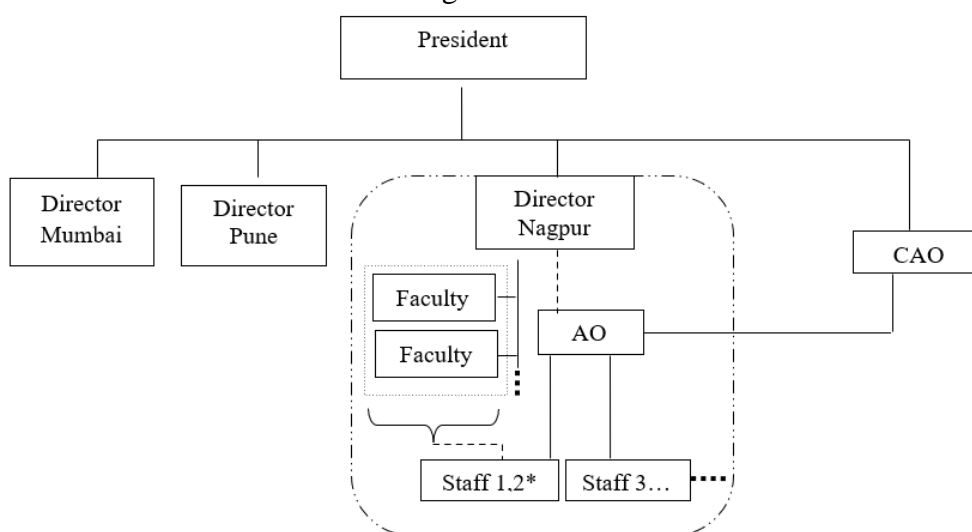 President
Director
Mumbai
Director
Pune
Director
Nagpur
CAO
Faculty
Faculty
AO
Staff 1,2*
Staff 3…